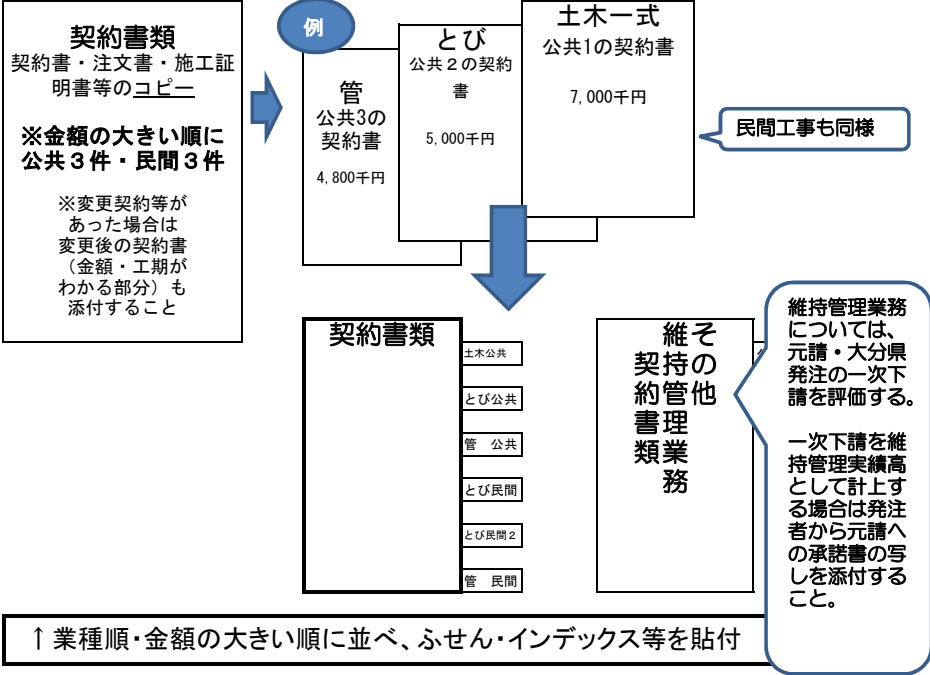 契約書類
契約書・注文書・施工証
明書等のコピー
※金額の大きい順に
公共３件・民間３件
※変更契約等が
あった場合は
変更後の契約書
（金額・工期が
わかる部分）も
添付すること
例
管
公共3の
契約書
4,800千円
とび
公共２の契約
書
5,000千円
土木一式
公共1の契約書
7,000千円
民間工事も同様
契約書類
土木公共
とび公共
管　公共
とび民間
とび民間２
管　民間
その他
維持管理業務
契約書類
維持管理業務
については、
元請・大分県
発注の一次下
請を評価する。
一次下請を維
持管理実績高
として計上す
る場合は発注
者から元請へ
の承諾書の写
しを添付する
こと。
↑業種順・金額の大きい順に並べ、ふせん・インデックス等を貼付